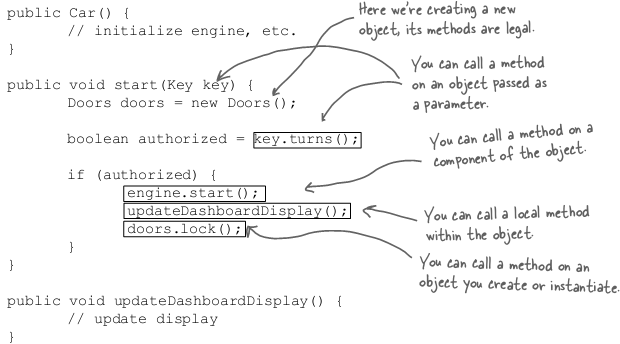 public Car() {
// initialize engine, etc.
}
Here we're creating a new
object, its methods are legal.
public void start(Key key) {
Doors doors = new Doors();
You can call a method
on an object passed as
a parameter.
boolean authorized = key.turns();
You can call a method on a
component of the object.
if (authorized) {
engine.start();
updateDashboardDisplay();
doors.lock();
}
}
You can call a local method
within the object.
You can call a method on an
object you create or instantiate.
public void updateDashboardDisplay() {
// update display
}